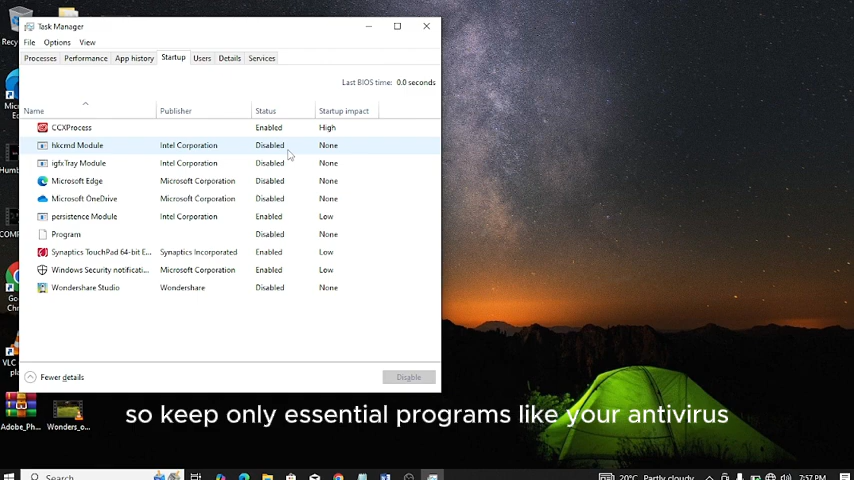 Task Manager
File Options View
Processes Performance App history Startup Users Details Services
Last BIOS time: 0.0 seconds
Name Publisher Status Startup impact
CCXProcess Enabled High
hkcmd Module Intel Corporation Disabled None
igfxTray Module Intel Corporation Disabled None
Microsoft Edge Microsoft Corporation Disabled None
Microsoft OneDrive Microsoft Corporation Disabled None
persistence Module Intel Corporation Enabled Low
Program Disabled None
Synaptics TouchPad 64-bit E... Synaptics Incorporated Enabled Low
Windows Security notificati... Microsoft Corporation Enabled Low
Wondershare Studio Wondershare Disabled None
Fewer details Disable
so keep only essential programs like your antivirus
Adobe_Ph... Wonders_o...
Search 20°C Partly cloudy 7:57 PM